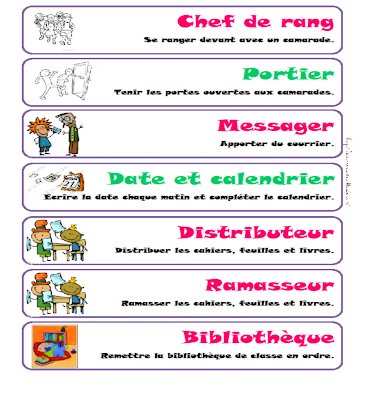 Chef de rang
Se ranger devant avec un camarade.
Portier
Tenir les portes ouvertes aux camarades.
Messager
Apporter du courrier.
Date et calendrier
Ecrire la date chaque matin et compléter le calendrier.
Distributeur
Distribuer les cahiers, feuilles et livres.
Ramasseur
Ramasser les cahiers, feuilles et livres.
Bibliothèque
Remettre la bibliothèque de classe en ordre.